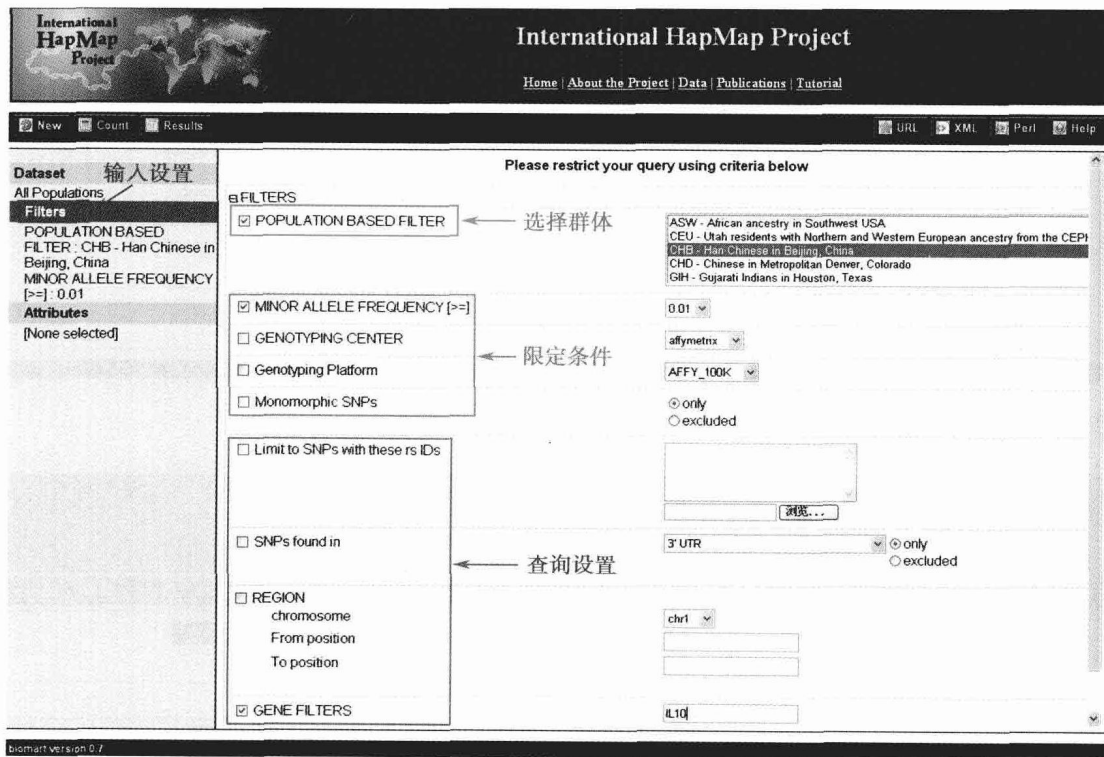 International
HapMap
Project
International HapMap Project
Home | About the Project | Data | Publications | Tutorial
New Count Results
URL XML Perl Help
Dataset
输入设置
All Populations
Filters
POPULATION BASED
FILTER : CHB - Han Chinese in
Beijing, China
MINOR ALLELE FREQUENCY
[>=] : 0.01
Attributes
[None selected]
Please restrict your query using criteria below
FILTERS
POPULATION BASED FILTER
选择群体
ASW - African ancestry in Southwest USA
CEU - Utah residents with Northern and Western European ancestry from the CEPH
CHB - Han Chinese in Beijing, China
CHD - Chinese in Metropolitan Denver, Colorado
GIH - Gujarati Indians in Houston, Texas
MINOR ALLELE FREQUENCY [>=]
0.01
GENOTYPING CENTER
affymetrix
限定条件
Genotyping Platform
AFFY_100K
Monomorphic SNPs
only
excluded
Limit to SNPs with these rs IDs
浏览...
SNPs found in
3' UTR
only
excluded
查询设置
REGION
chromosome
chr1
From position
To position
GENE FILTERS
IL10
biomart version 0.7